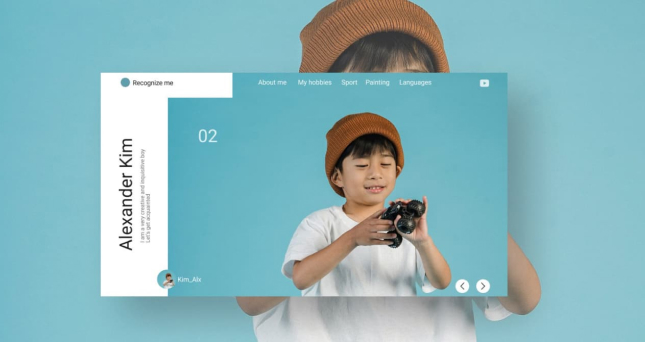 Recognize me
About me
My hobbies
Sport
Painting
Languages
02
Alexander Kim
I am a very creative and inquisitive boy
Let's get acquainted
Kim_Alx